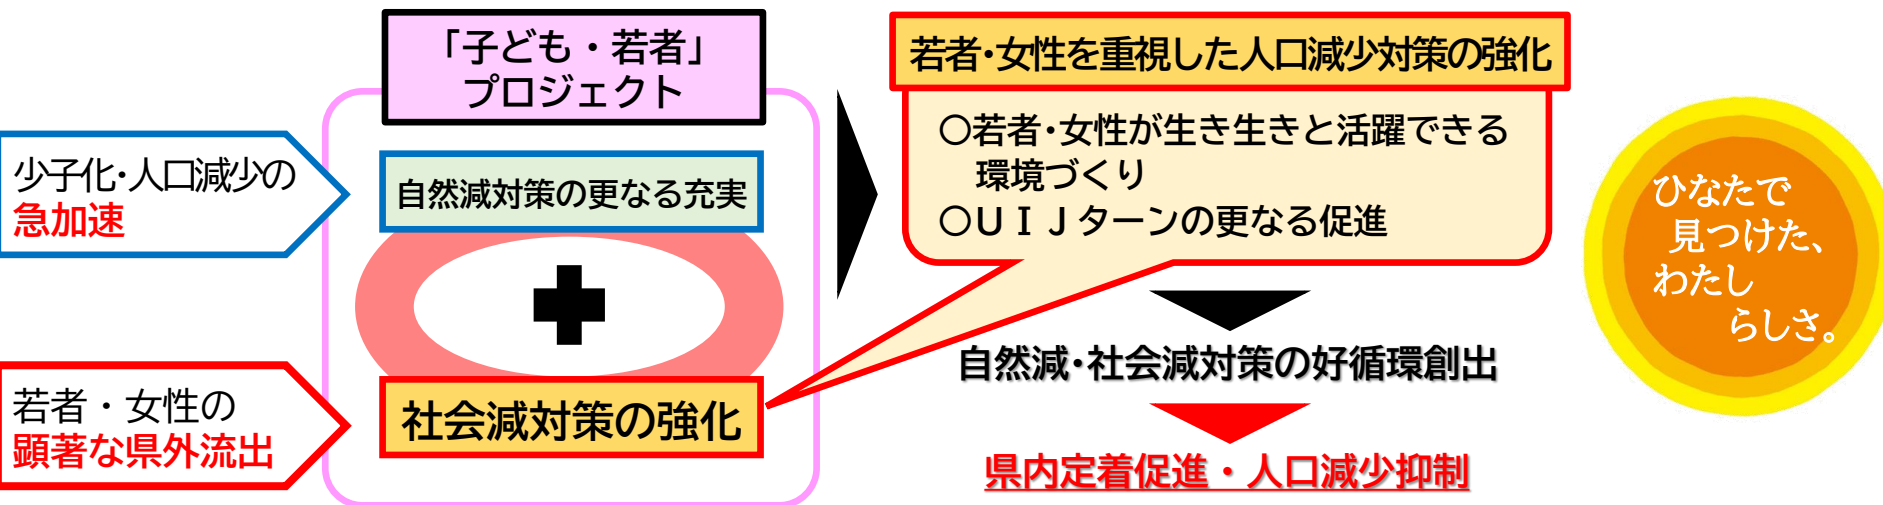 少子化・人口減少の
急加速
若者・女性の
顕著な県外流出
「子ども・若者」
プロジェクト
自然減対策の更なる充実
社会減対策の強化
若者・女性を重視した人口減少対策の強化
○若者・女性が生き生きと活躍できる
環境づくり
○ＵＩＪターンの更なる促進
自然減・社会減対策の好循環創出
県内定着促進・人口減少抑制
ひなたで
見つけた、
わたし
らしさ。